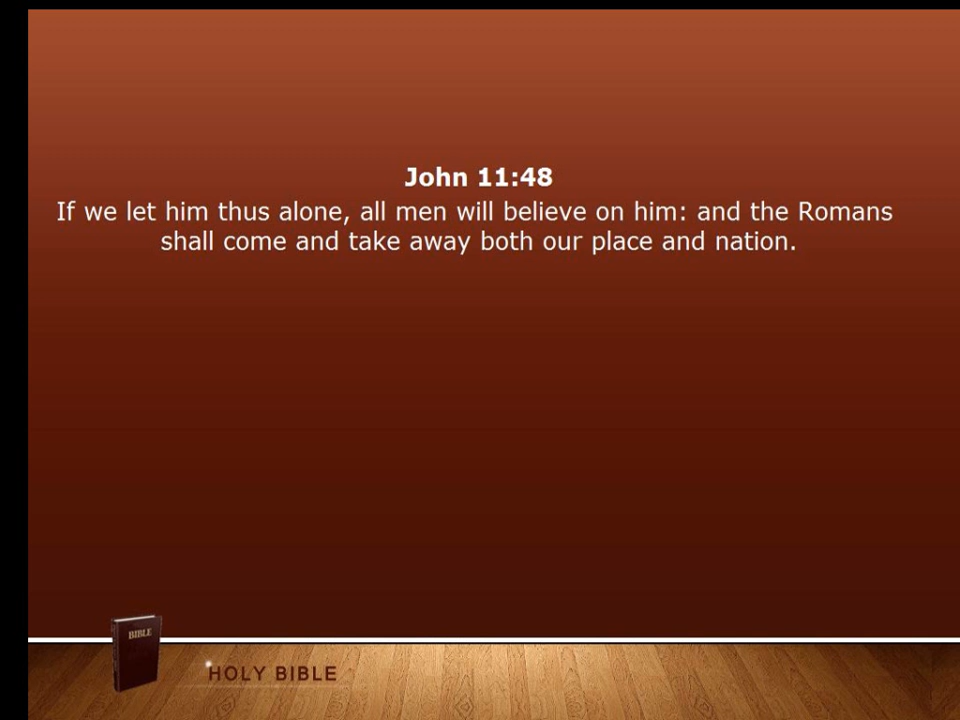 John 11:48
If we let him thus alone, all men will believe on him: and the Romans
shall come and take away both our place and nation.
BIBLE
HOLY BIBLE